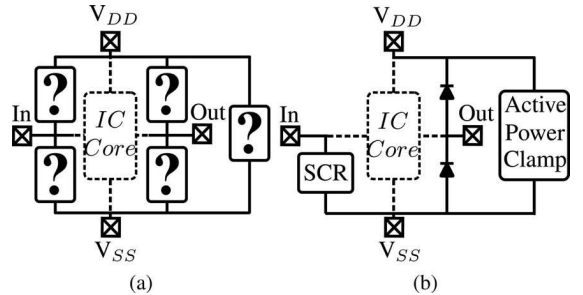 V_DD
V_DD
? ?
In IC Core Out ?
? ?
In IC Core Out Active Power Clamp
SCR
V_SS
V_SS
(a)
(b)